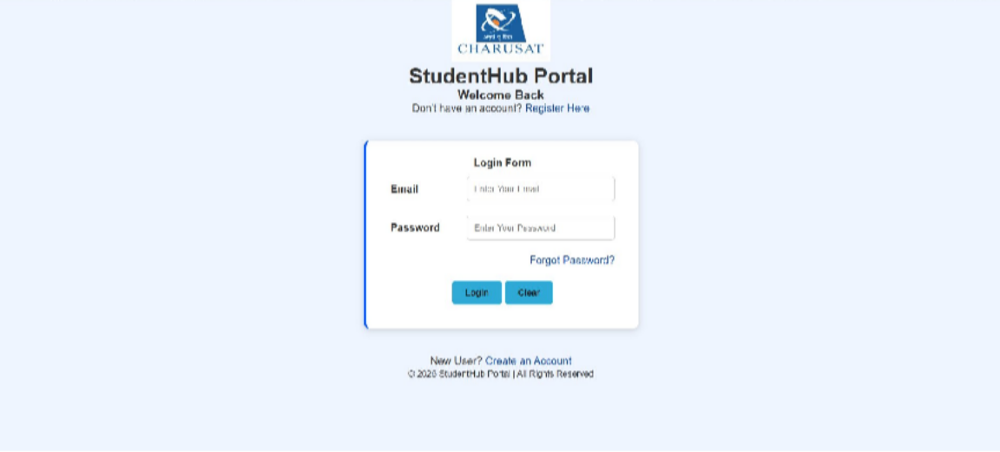 CHARUSAT
StudentHub Portal
Welcome Back
Don't have an account? Register Here
Login Form
Email
Enter Your Email
Password
Enter Your Password
Forgot Password?
Login Clear
New User? Create an Account
© 2026 StudentHub Portal | All Rights Reserved